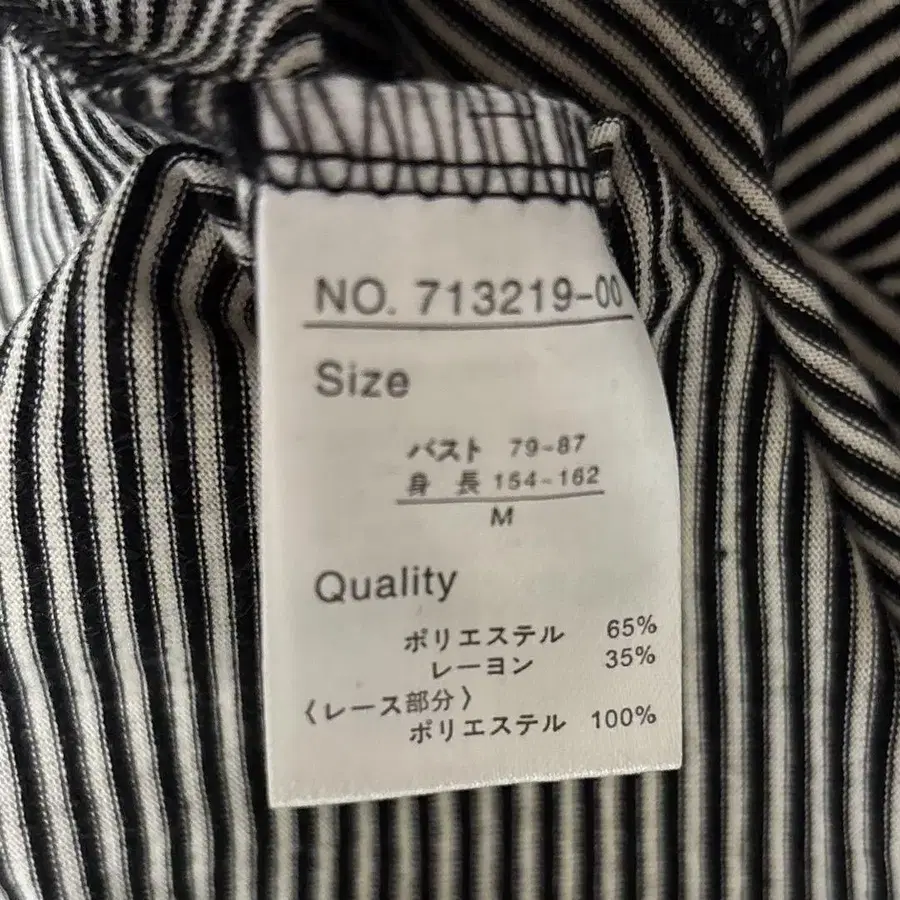 NO. 713219-00
Size
バスト 79-87
身 長 154-162
M
Quality
ポリエステル 65%
レーヨン 35%
〈レース部分〉
ポリエステル 100%